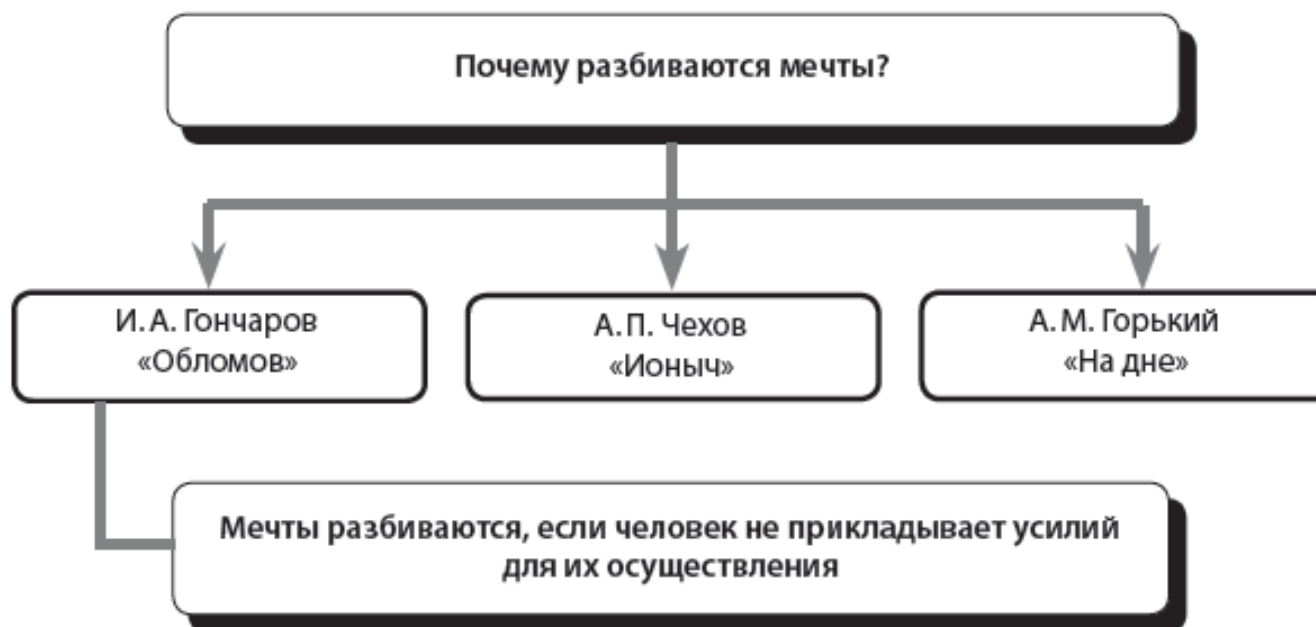 Почему разбиваются мечты?
И. А. Гончаров
«Обломов»
А. П. Чехов
«Ионыч»
А. М. Горький
«На дне»
Мечты разбиваются, если человек не прикладывает усилий
для их осуществления